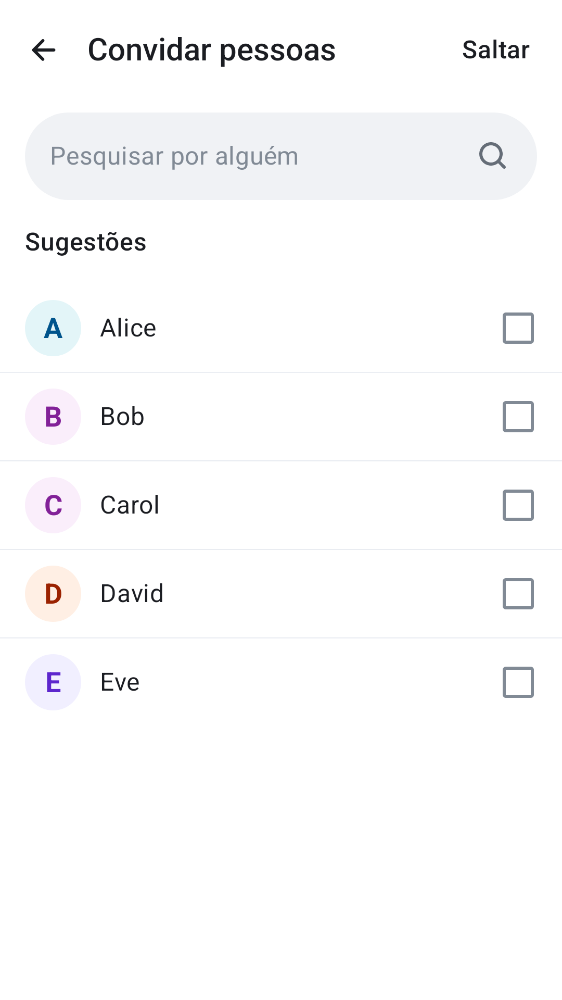 Convidar pessoas Saltar
Pesquisar por alguém
Sugestões
A Alice
B Bob
C Carol
D David
E Eve